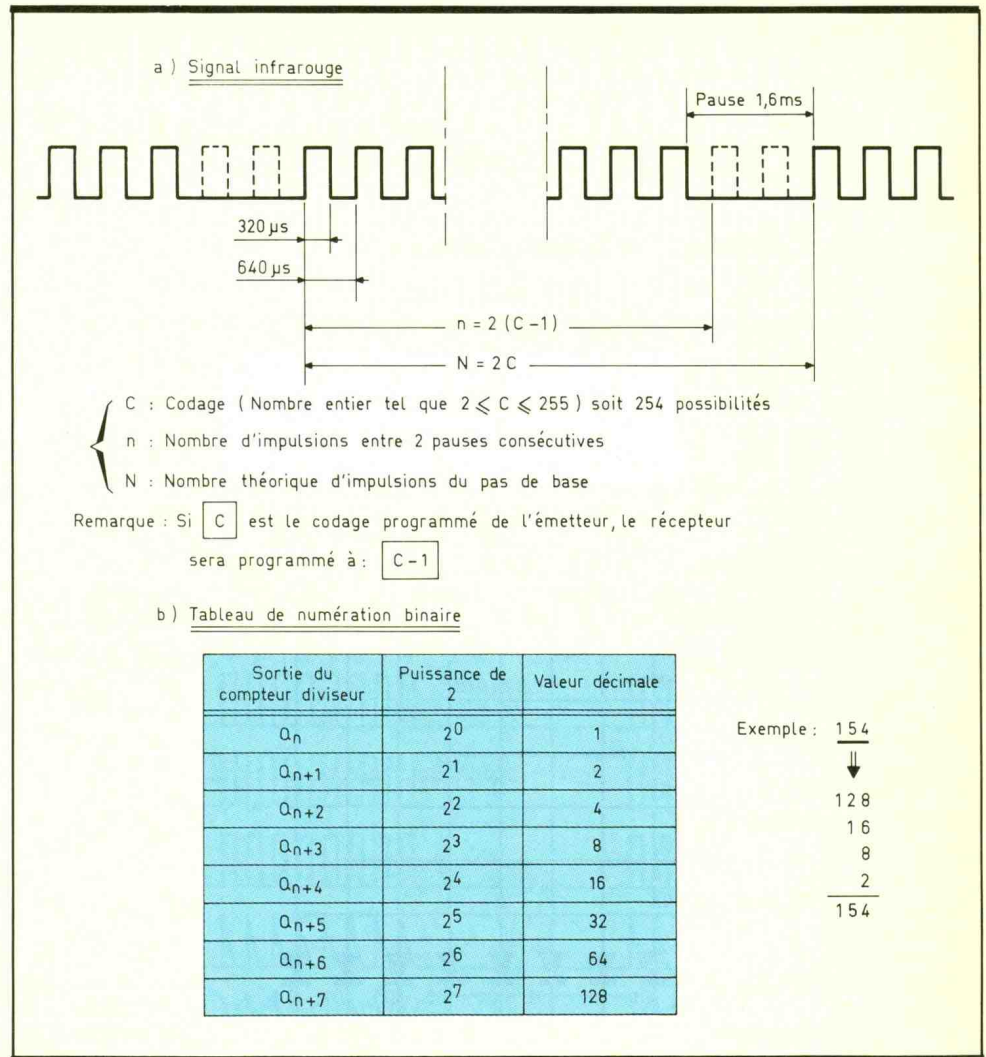 a ) Signal infrarouge
Pause 1,6ms
320 µs
640 µs
n = 2 (C-1)
N = 2C
C : Codage ( Nombre entier tel que 2 ⩽ C ⩽ 255 ) soit 254 possibilités
n : Nombre d'impulsions entre 2 pauses consécutives
N : Nombre théorique d'impulsions du pas de base
Remarque : Si C est le codage programmé de l'émetteur, le récepteur
sera programmé à : C-1
b ) Tableau de numération binaire
Sortie du compteur diviseur | Puissance de 2 | Valeur décimale
Qn | 2⁰ | 1
Qn+1 | 2¹ | 2
Qn+2 | 2² | 4
Qn+3 | 2³ | 8
Qn+4 | 2⁴ | 16
Qn+5 | 2⁵ | 32
Qn+6 | 2⁶ | 64
Qn+7 | 2⁷ | 128
Exemple : 154
⇓
128
16
8
2
154